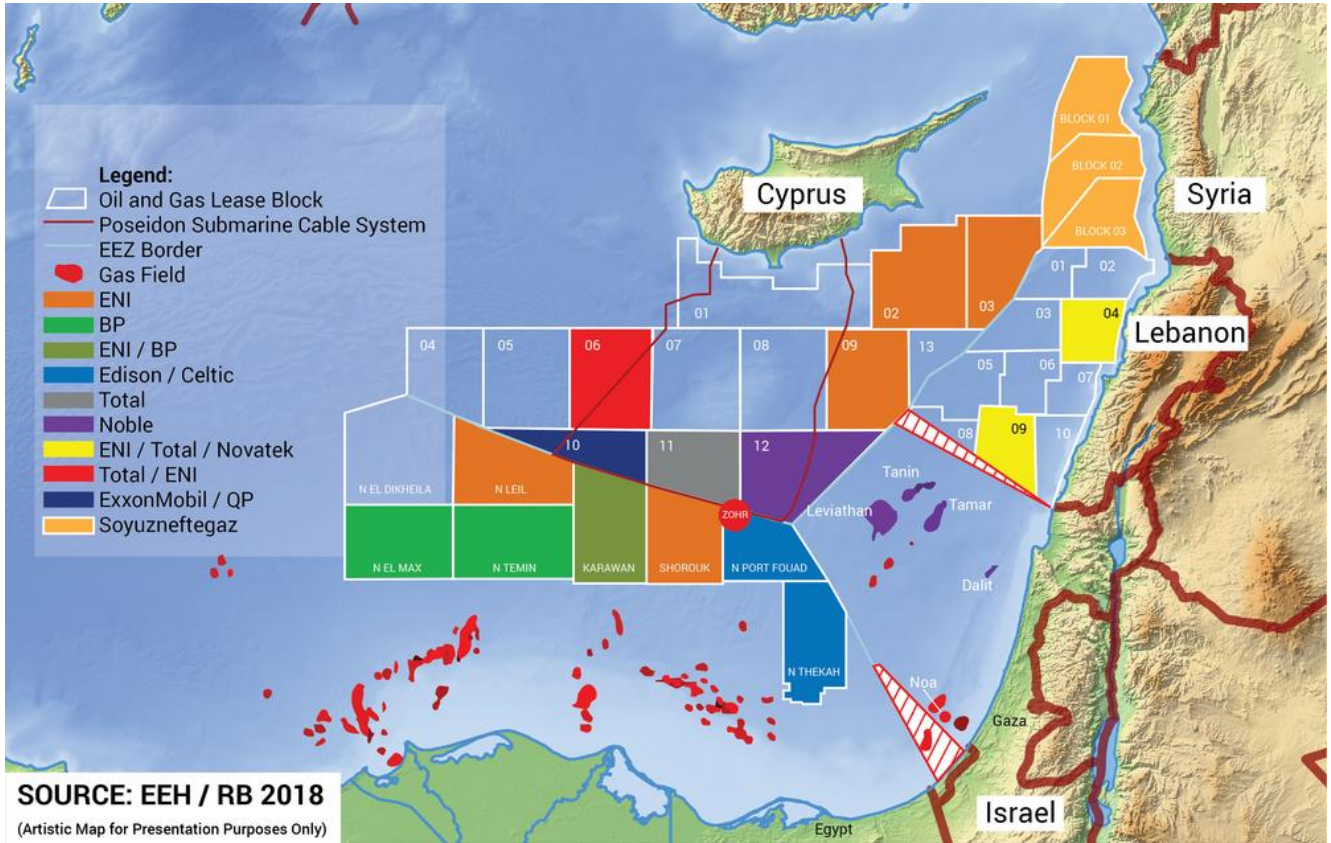 Legend:
Oil and Gas Lease Block
Poseidon Submarine Cable System
EEZ Border
Gas Field
ENI
BP
ENI / BP
Edison / Celtic
Total
Noble
ENI / Total / Novatek
Total / ENI
ExxonMobil / QP
Soyuzneftegaz
BLOCK 01
BLOCK 02
BLOCK 03
Cyprus
Syria
Lebanon
01
02
03
01
02
03
04
04
05
06
07
08
09
13
05
06
07
08
09
10
10
11
12
N EL DIKHEILA
N LEIL
N EL MAX
N TEMIN
KARAWAN
SHOROUK
ZOHR
N PORT FOUAD
N THEKAH
Leviathan
Tanin
Tamar
Dalit
Noa
Gaza
Israel
Egypt
SOURCE: EEH / RB 2018
(Artistic Map for Presentation Purposes Only)